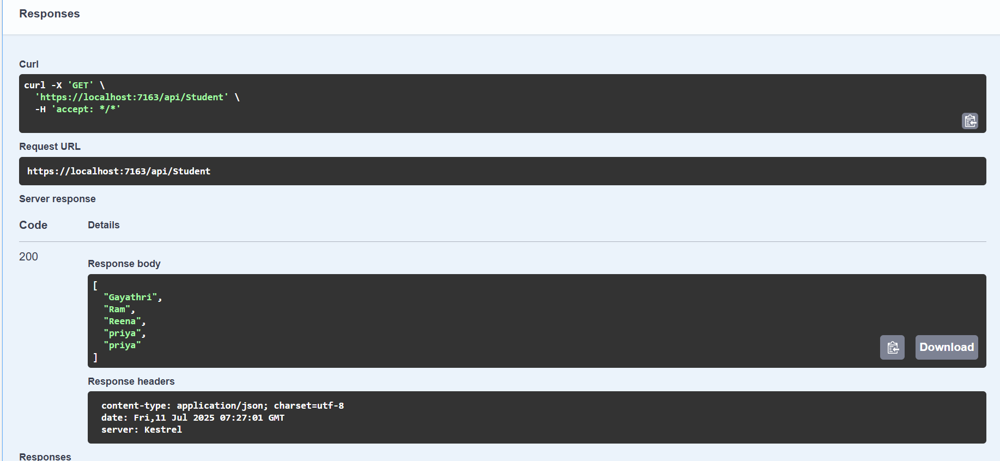 Responses
Curl
curl -X 'GET' \
  'https://localhost:7163/api/Student' \
  -H 'accept: */*'
Request URL
https://localhost:7163/api/Student
Server response
Code Details
200
Response body
[
  "Gayathri",
  "Ram",
  "Reena",
  "priya",
  "priya"
]
Download
Response headers
content-type: application/json; charset=utf-8
date: Fri,11 Jul 2025 07:27:01 GMT
server: Kestrel
Responses